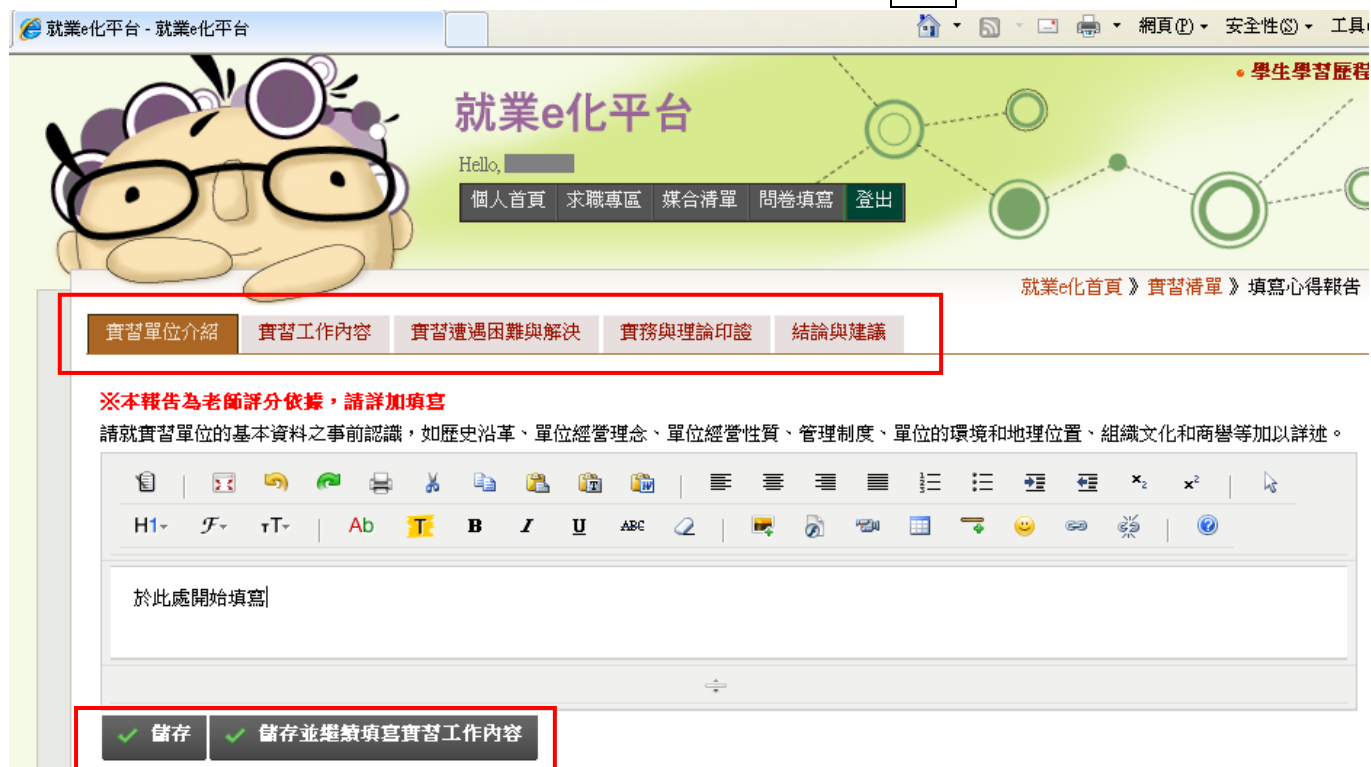 就業e化平台 - 就業e化平台
網頁(P) 安全性(S) 工具
學生學習歷程
就業e化平台
Hello,
個人首頁 求職專區 媒合清單 問卷填寫 登出
就業e化首頁 》 實習清單 》 填寫心得報告
實習單位介紹 實習工作內容 實習遭遇困難與解決 實務與理論印證 結論與建議
※本報告為老師評分依據,請詳加填寫
請就實習單位的基本資料之事前認識,如歷史沿革、單位經營理念、單位經營性質、管理制度、單位的環境和地理位置、組織文化和商譽等加以詳述。
H1 F тT Ab T B I U ABC
於此處開始填寫
儲存 儲存並繼續填寫實習工作內容